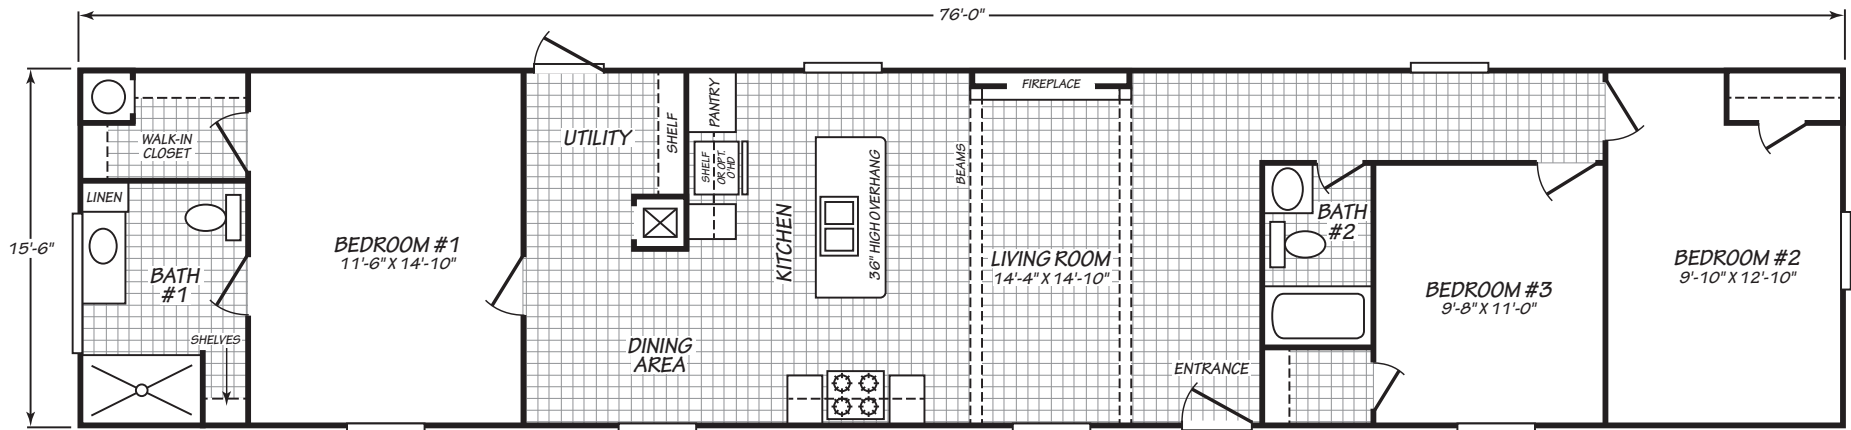 76'-0"
15'-6"
WALK-IN
CLOSET
LINEN
BATH
#1
SHELVES
BEDROOM #1
11'-6" X 14'-10"
UTILITY
SHELF
PANTRY
SHELF
OR OPT.
O'HD
KITCHEN
36" HIGH OVERHANG
DINING
AREA
FIREPLACE
BEAMS
LIVING ROOM
14'-4" X 14'-10"
ENTRANCE
BATH
#2
BEDROOM #3
9'-8" X 11'-0"
BEDROOM #2
9'-10" X 12'-10"